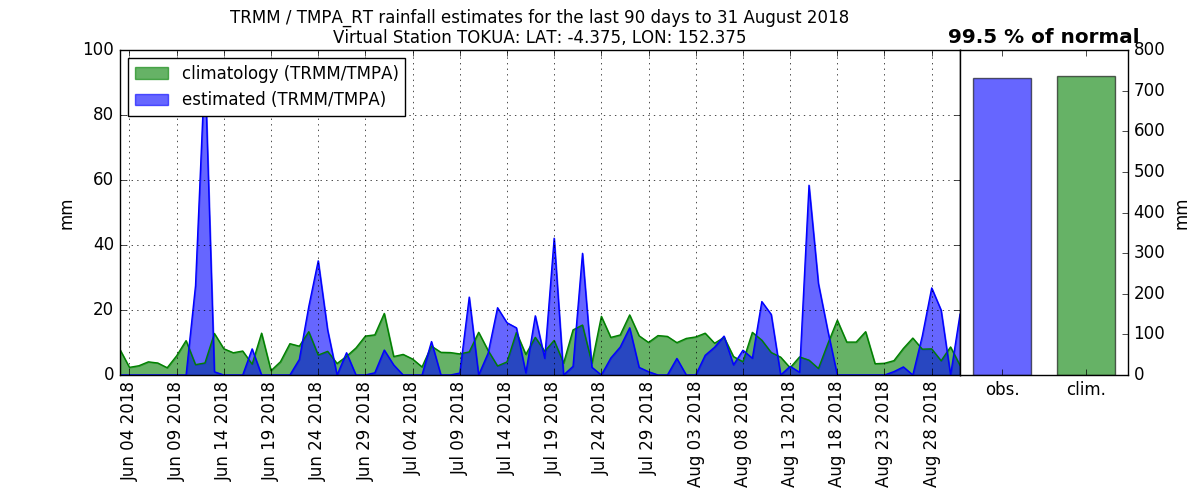 TRMM / TMPA_RT rainfall estimates for the last 90 days to 31 August 2018
Virtual Station TOKUA: LAT: -4.375, LON: 152.375
99.5 % of normal
climatology (TRMM/TMPA)
estimated (TRMM/TMPA)
100
80
60
40
20
0
mm
800
700
600
500
400
300
200
100
0
mm
Jun 04 2018
Jun 09 2018
Jun 14 2018
Jun 19 2018
Jun 24 2018
Jun 29 2018
Jul 04 2018
Jul 09 2018
Jul 14 2018
Jul 19 2018
Jul 24 2018
Jul 29 2018
Aug 03 2018
Aug 08 2018
Aug 13 2018
Aug 18 2018
Aug 23 2018
Aug 28 2018
obs.
clim.